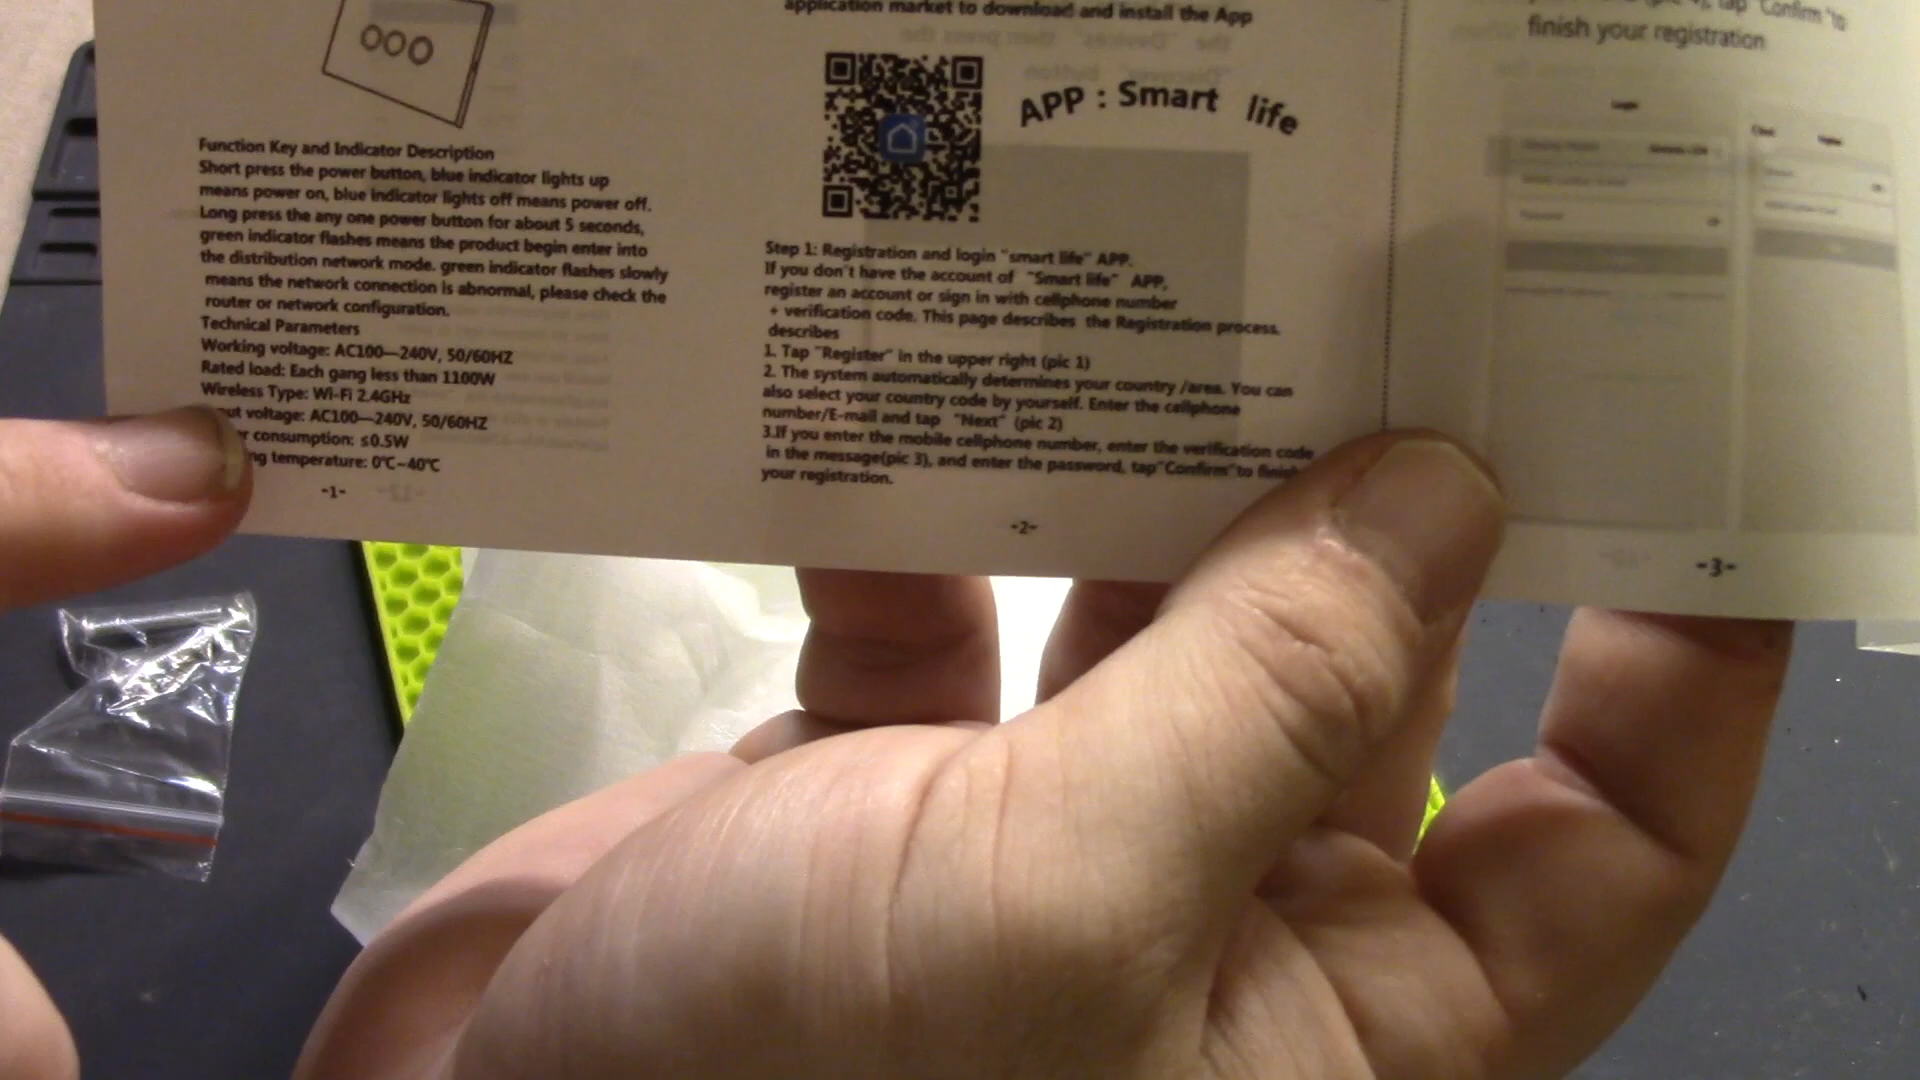 Function Key and Indicator Description
Short press the power button, blue indicator lights up
means power on, blue indicator lights off means power off.
Long press the any one power button for about 5 seconds,
green indicator flashes means the product begin enter into
the distribution network mode. green indicator flashes slowly
means the network connection is abnormal, please check the
router or network configuration.
Technical Parameters
Working voltage: AC100—240V, 50/60HZ
Rated load: Each gang less than 1100W
Wireless Type: Wi-Fi 2.4GHz
voltage: AC100—240V, 50/60HZ
consumption: ≤0.5W
temperature: 0℃~40℃
-1-
application market to download and install the App
APP : Smart life
Step 1: Registration and login "smart life" APP.
If you don't have the account of "Smart life" APP,
register an account or sign in with cellphone number
+ verification code. This page describes the Registration process.
describes
1. Tap "Register" in the upper right (pic 1)
2. The system automatically determines your country /area. You can
also select your country code by yourself. Enter the cellphone
number/E-mail and tap "Next" (pic 2)
3.If you enter the mobile cellphone number, enter the verification code
in the message(pic 3), and enter the password, tap"Confirm"to finish
your registration.
-2-
tap "Confirm "to
finish your registration
-3-